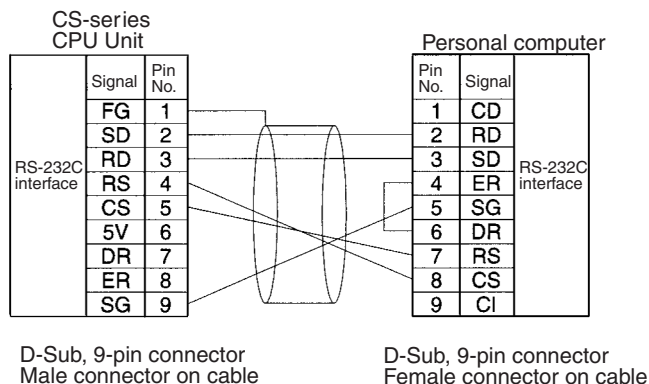 CS-series
CPU Unit
Personal computer
Signal Pin No.
Pin No. Signal
FG 1
SD 2
RD 3
RS 4
CS 5
5V 6
DR 7
ER 8
SG 9
RS-232C
interface
1 CD
2 RD
3 SD
4 ER
5 SG
6 DR
7 RS
8 CS
9 CI
RS-232C
interface
D-Sub, 9-pin connector
Male connector on cable
D-Sub, 9-pin connector
Female connector on cable